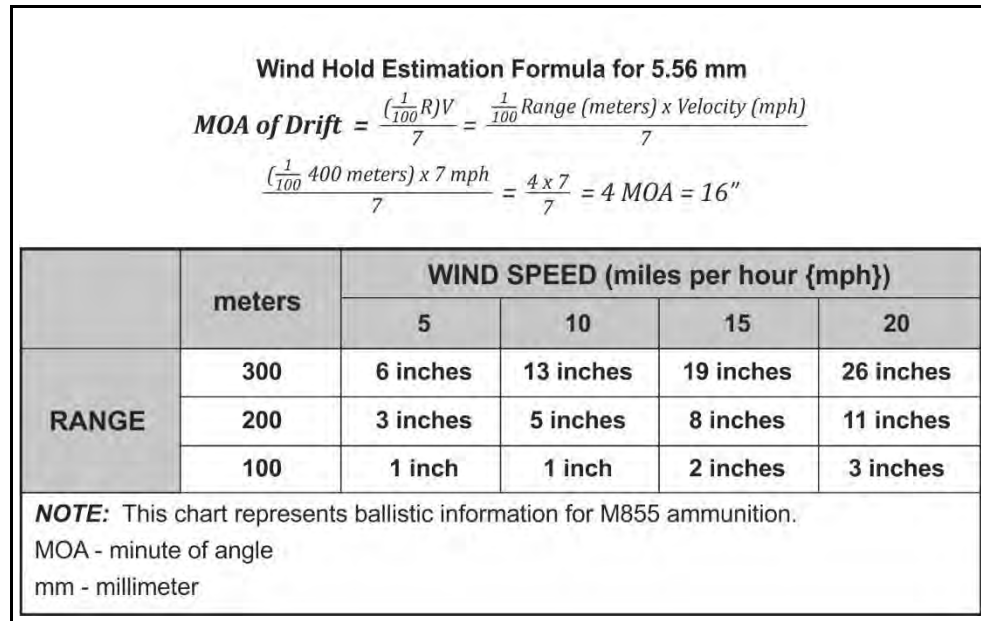 Wind Hold Estimation Formula for 5.56 mm
MOA of Drift = ((1/100)R)V / 7 = (1/100) Range (meters) x Velocity (mph) / 7
((1/100) 400 meters) x 7 mph / 7 = 4 x 7 / 7 = 4 MOA = 16"
meters WIND SPEED (miles per hour {mph})
5 10 15 20
RANGE
300 6 inches 13 inches 19 inches 26 inches
200 3 inches 5 inches 8 inches 11 inches
100 1 inch 1 inch 2 inches 3 inches
NOTE: This chart represents ballistic information for M855 ammunition.
MOA - minute of angle
mm - millimeter